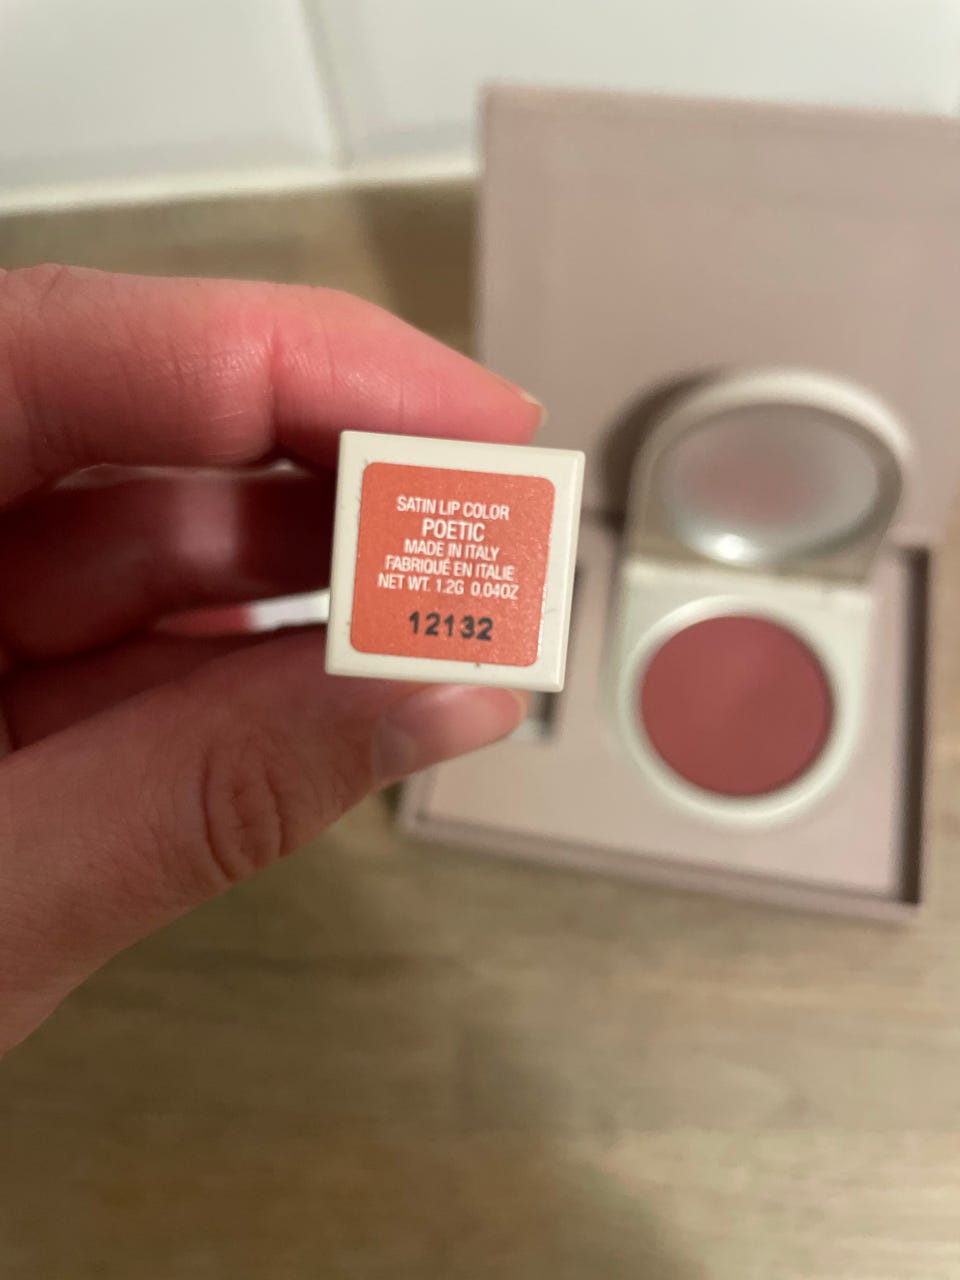 SATIN LIP COLOR
POETIC
MADE IN ITALY
FABRIQUÉ EN ITALIE
NET WT. 1.2G 0.04OZ
12132